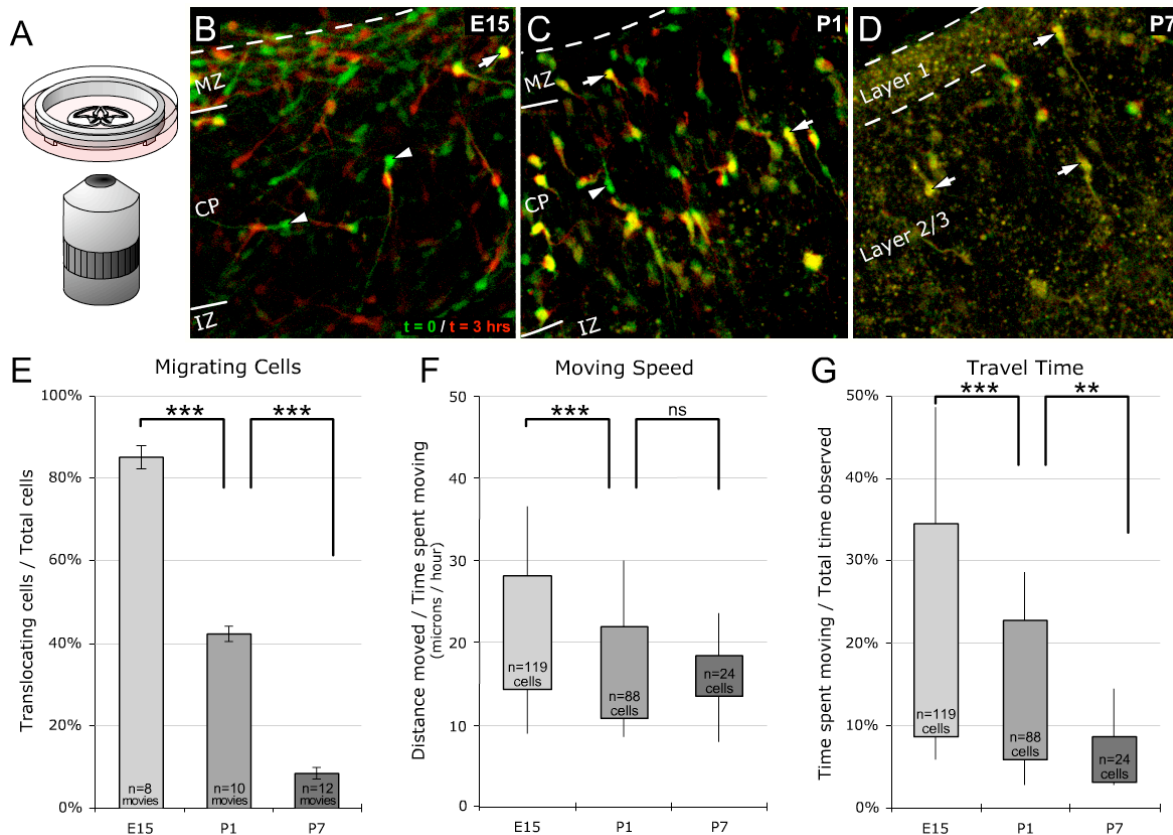 A
B
E15
MZ
CP
IZ
t = 0 / t = 3 hrs
C
P1
MZ
CP
IZ
D
P7
Layer 1
Layer 2/3
E
Migrating Cells
Translocating cells / Total cells
100%
80%
60%
40%
20%
0%
***
***
n=8
movies
n=10
movies
n=12
movies
E15
P1
P7
F
Moving Speed
Distance moved / Time spent moving
(microns / hour)
50
40
30
20
10
0
***
ns
n=119
cells
n=88
cells
n=24
cells
E15
P1
P7
G
Travel Time
Time spent moving / Total time observed
50%
40%
30%
20%
10%
0%
***
**
n=119
cells
n=88
cells
n=24
cells
E15
P1
P7